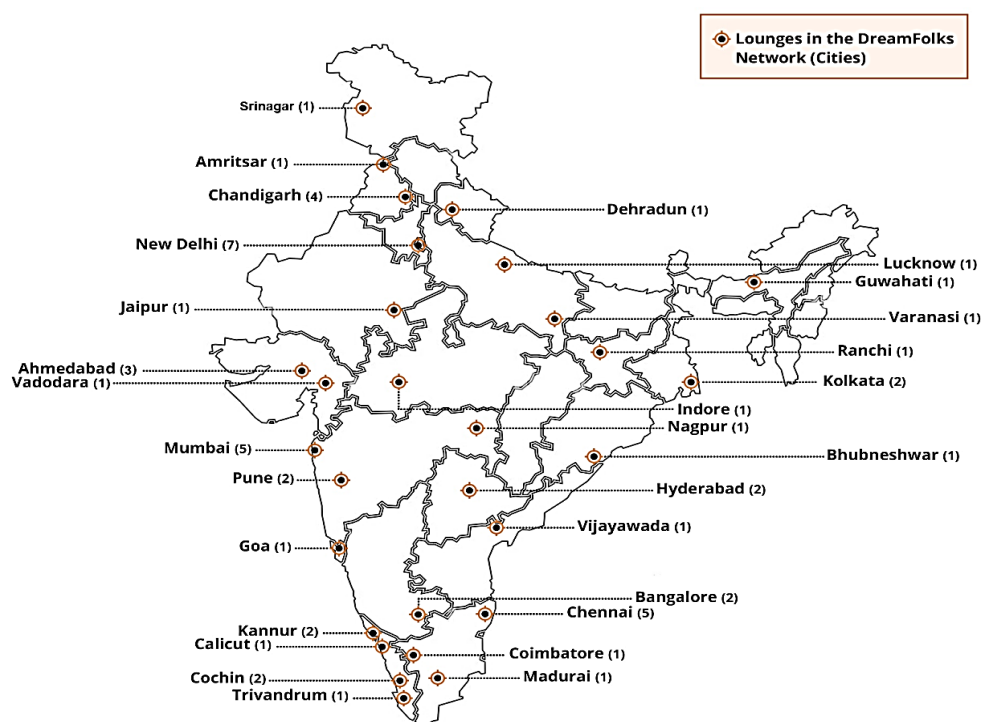 Lounges in the DreamFolks
Network (Cities)
Srinagar (1)
Amritsar (1)
Chandigarh (4)
Dehradun (1)
New Delhi (7)
Lucknow (1)
Guwahati (1)
Jaipur (1)
Varanasi (1)
Ranchi (1)
Ahmedabad (3)
Vadodara (1)
Kolkata (2)
Indore (1)
Nagpur (1)
Mumbai (5)
Bhubneshwar (1)
Pune (2)
Hyderabad (2)
Vijayawada (1)
Goa (1)
Bangalore (2)
Chennai (5)
Kannur (2)
Calicut (1)
Coimbatore (1)
Cochin (2)
Madurai (1)
Trivandrum (1)